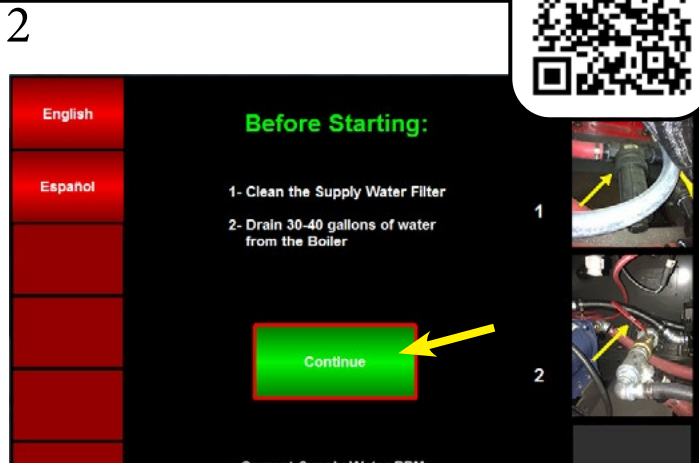 2
English
Before Starting:
Español
1- Clean the Supply Water Filter
1
2- Drain 30-40 gallons of water
from the Boiler
Continue
2